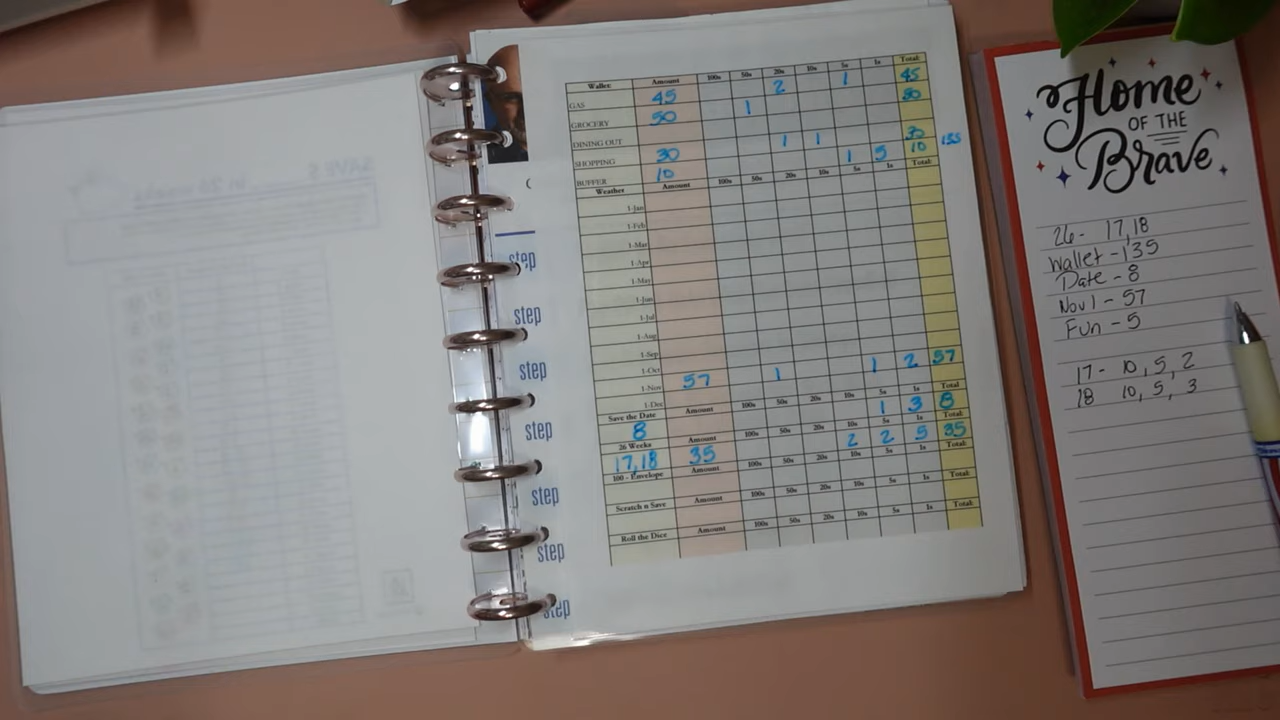 Wallet Amount 100s 50s 20s 10s 5s 1s Total:
GAS 45 2 1 45
GROCERY 50 1 50
DINING OUT
SHOPPING 30 1 1 30 135
BUFFER 10 1 5 10
Weather Amount 100s 50s 20s 10s 5s 1s Total:
1-Jan
1-Feb
1-Mar
1-Apr
1-May
1-Jun
1-Jul
1-Aug
1-Sep
1-Oct
1-Nov 57 1 1 2 57
1-Dec
Save the Date Amount 100s 50s 20s 10s 5s 1s Total
8 1 3 8
26 Weeks Amount 100s 50s 20s 10s 5s 1s Total:
17,18 35 2 2 5 35
100 - Envelope Amount 100s 50s 20s 10s 5s 1s Total:
Scratch n Save Amount 100s 50s 20s 10s 5s 1s Total:
Roll the Dice Amount 100s 50s 20s 10s 5s 1s Total:
step
step
step
step
step
step
step
Home
OF THE
Brave
26- 17,18
Wallet -135
Date - 8
Nov 1 - 57
Fun - 5
17- 10, 5, 2
18 10, 5, 3